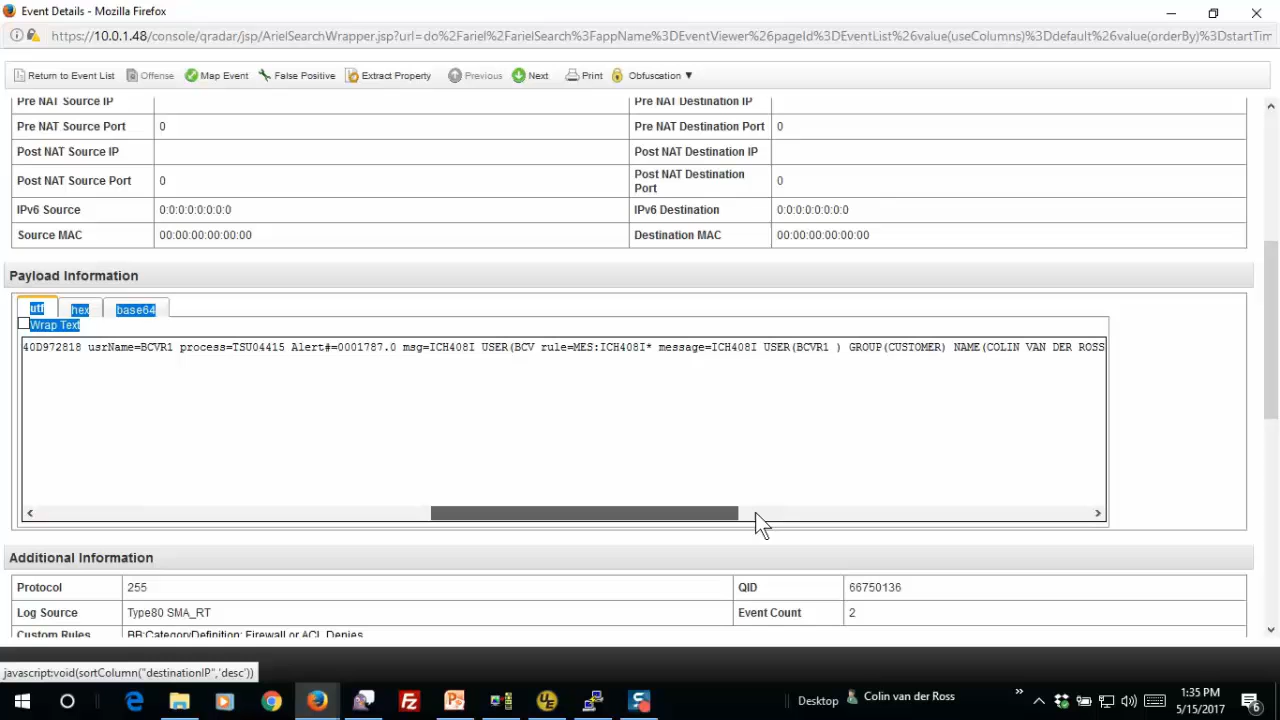 Event Details - Mozilla Firefox
https://10.0.1.48/console/qradar/jsp/ArielSearchWrapper.jsp?url=do%2Fariel%2FarielSearch%3FappName%3DEventViewer%26pageId%3DEventList%26value(useColumns)%3Ddefault%26value(orderBy)%3DstartTim
Return to Event List Offense Map Event False Positive Extract Property Previous Next Print Obfuscation ▼
Pre NAT Source IP Pre NAT Destination IP
Pre NAT Source Port 0 Pre NAT Destination Port 0
Post NAT Source IP Post NAT Destination IP
Post NAT Source Port 0 Post NAT Destination Port 0
IPv6 Source 0:0:0:0:0:0:0:0 IPv6 Destination 0:0:0:0:0:0:0:0
Source MAC 00:00:00:00:00:00 Destination MAC 00:00:00:00:00:00
Payload Information
utf hex base64
Wrap Text
40D972818 usrName=BCVR1 process=TSU04415 Alert#=0001787.0 msg=ICH408I USER(BCV rule=MES:ICH408I* message=ICH408I USER(BCVR1 ) GROUP(CUSTOMER) NAME(COLIN VAN DER ROSS
Additional Information
Protocol 255 QID 66750136
Log Source Type80 SMA_RT Event Count 2
Custom Rules BB:CategoryDefinition: Firewall or ACL Denies
javascript:void(sortColumn("destinationIP",'desc'))
Desktop Colin van der Ross
1:35 PM
5/15/2017
6